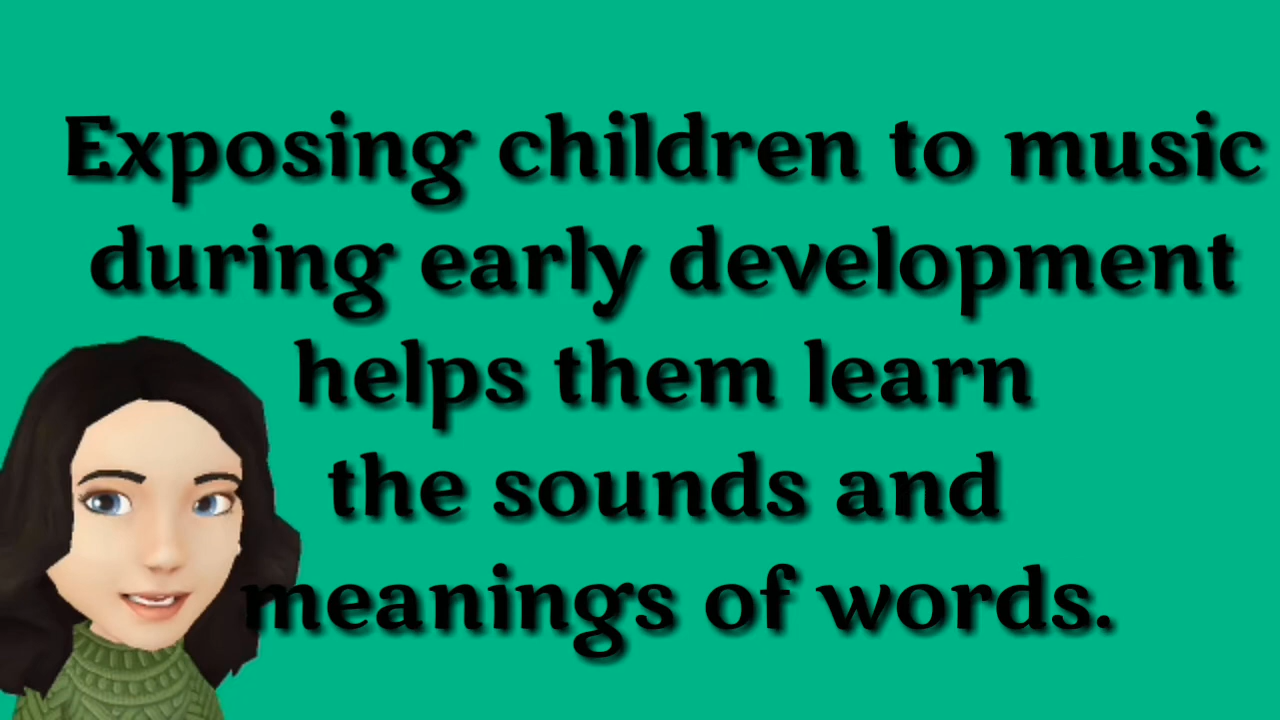 Exposing children to music
during early development
helps them learn
the sounds and
meanings of words.